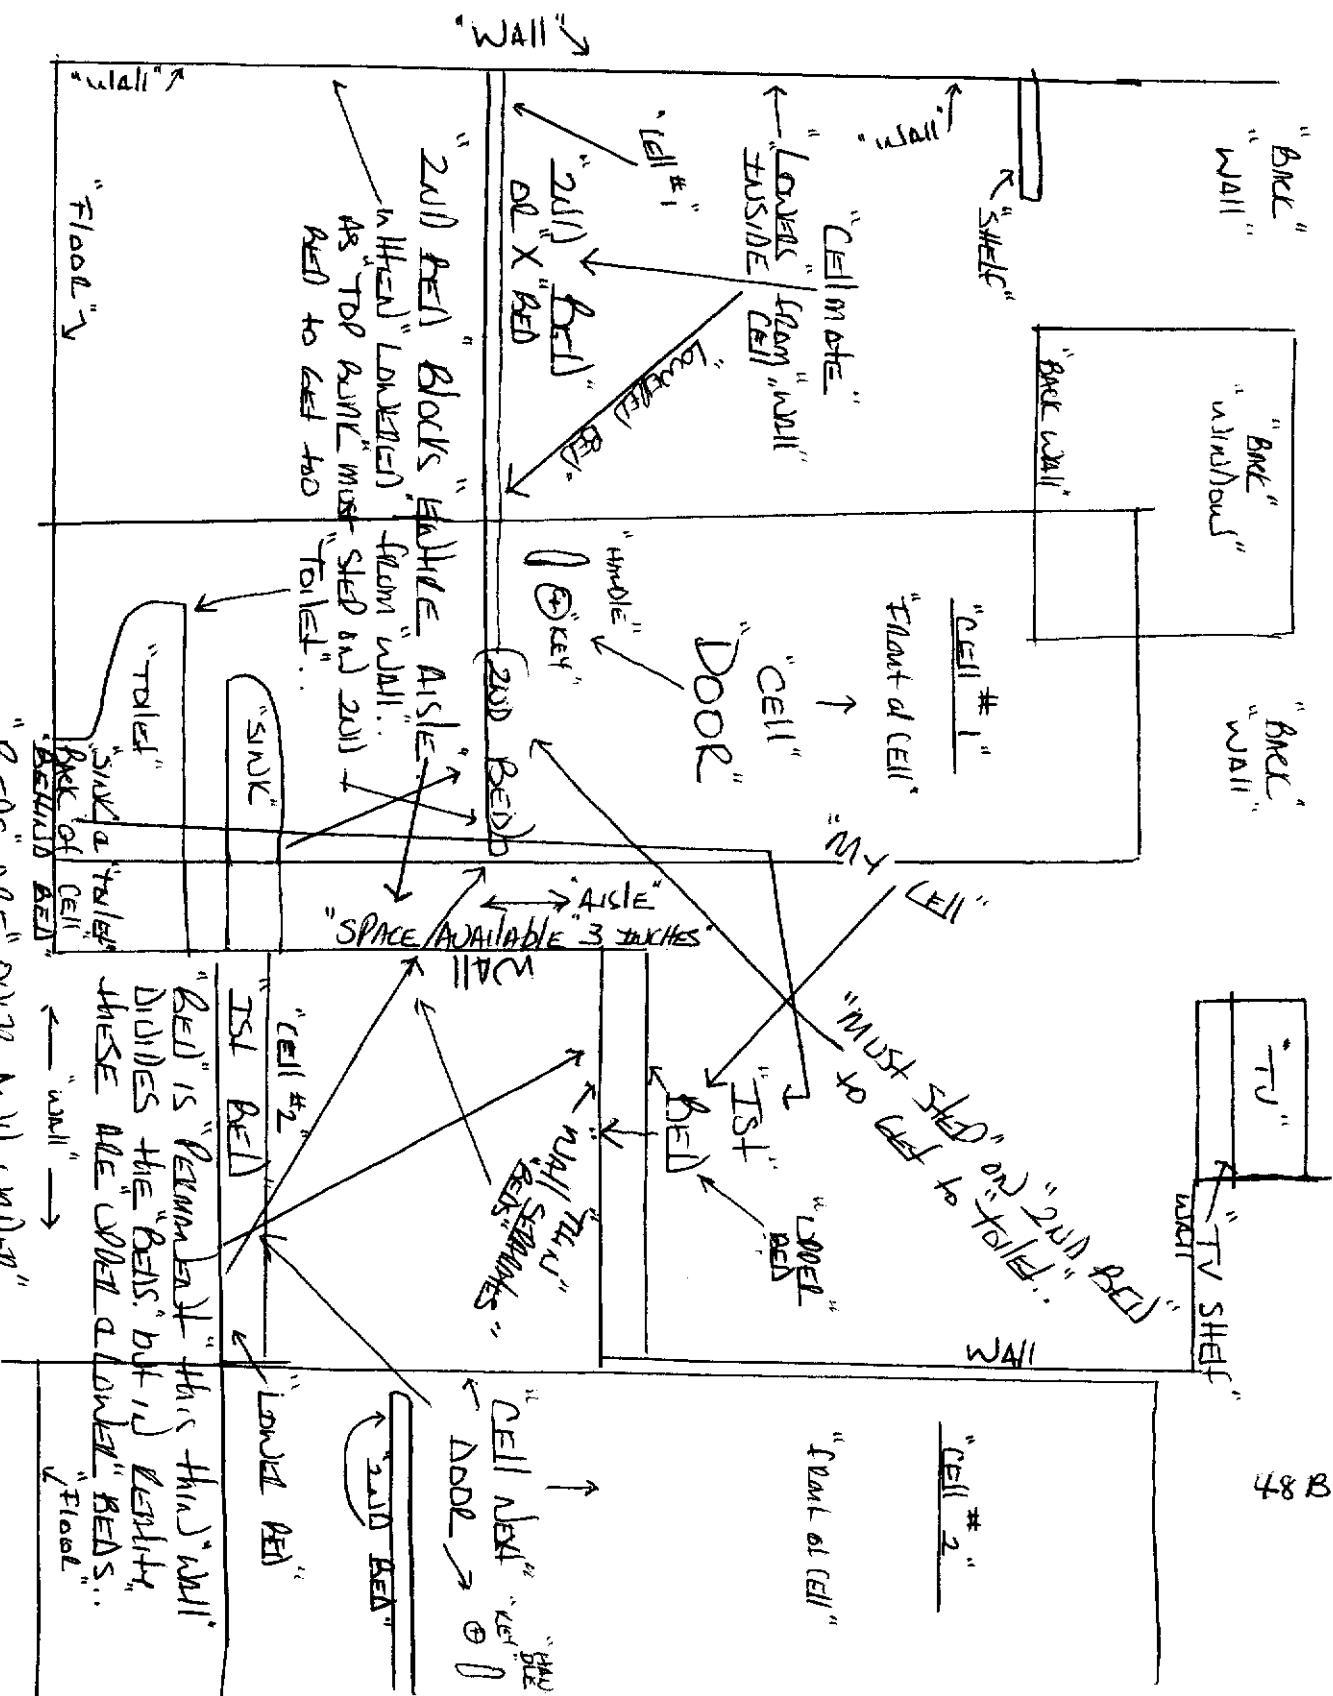 48 B
"BACK"
"WALL"
"BACK"
"WINDOW"
"BACK WALL"
"BACK"
"WALL"
"TV"
"TV SHELF"
WALL
"SHELF"
"WALL"
"WALL"
"WALL"
"CELL #1"
"FRONT of CELL"
"CELL"
"DOOR"
"HANDLE"
"KEY"
"MY CELL"
"CELLMATE"
"LOWERS" from "WALL"
"INSIDE CELL
"CELL #1"
"2ND BED"
OR "X" BED
"LOWERED BED"
(2ND BED)
"2ND BED BLOCKS" ENTIRE AISLE."
WHEN "LOWERED" from "WALL"..
AS "TOP BUNK" MUST STEP ON 2ND
BED to GET too "TOILET"..
"MUST STEP" ON "2ND BED"
to GET to "TOILET"..
"FLOOR"
"TOILET"
"SINK"
"SINK & "TOILET"
BACK of CELL"
"BEHIND BED"
"AISLE"
"SPACE AVAILABLE" 3 INCHES"
WALL
"1St"
BED
"UPPER"
BED
WALL
"WALL THIN"
"SEPARATES"
BEDS"
"CELL #2"
"1St BED"
"LOWER BED"
"BED" is "PERMANENT" this thin "WALL"
DIVIDES the "BEDS." but iN REALITY,
tHESE ARE "UPPER & LOWER" BEDS...
"WALL"
"FLOOR"
"CELL #2"
"front of CELL"
"CELL NEXT"
DOOR
"HANDLE
"KEY"
"2ND BED"